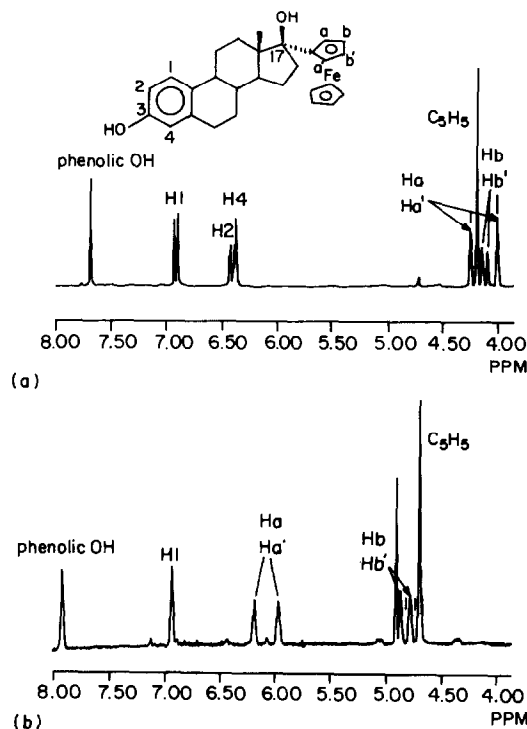 OH
a b
1 17 b'
2 a'
Fe
3
HO 4
C5H5
phenolic OH
Hb
Hb'
H1 H4 Ha
Ha'
H2
8.00 7.50 7.00 6.50 6.00 5.50 5.00 4.50 4.00
PPM
(a)
C5H5
Ha
Ha'
phenolic OH H1 Hb
Hb'
8.00 7.50 7.00 6.50 6.00 5.50 5.00 4.50 4.00
PPM
(b)